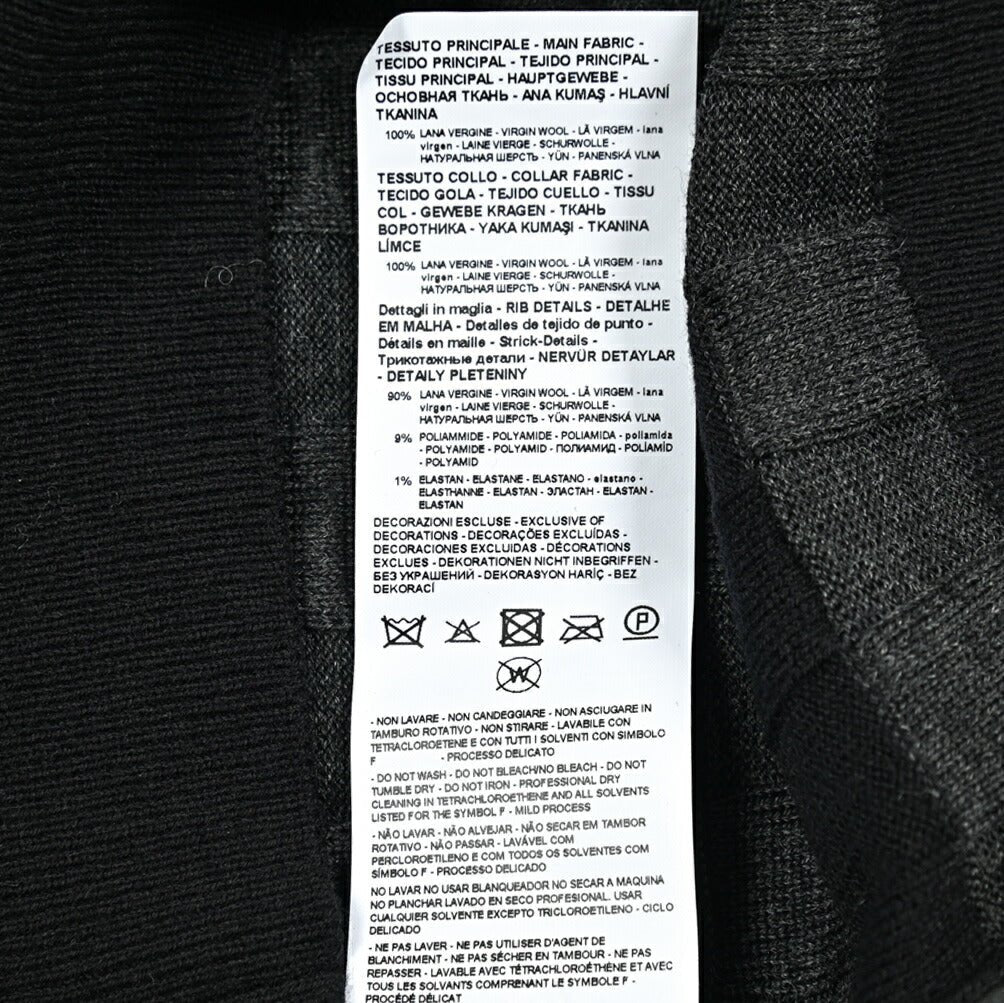 TESSUTO PRINCIPALE - MAIN FABRIC -
TECIDO PRINCIPAL - TEJIDO PRINCIPAL -
TISSU PRINCIPAL - HAUPTGEWEBE -
ОСНОВНАЯ ТКАНЬ - ANA KUMAŞ - HLAVNÍ
TKANINA
100% LANA VERGINE - VIRGIN WOOL - LÃ VIRGEM - lana
virgen - LAINE VIERGE - SCHURWOLLE -
НАТУРАЛЬНАЯ ШЕРСТЬ - YÜN - PANENSKÁ VLNA
TESSUTO COLLO - COLLAR FABRIC -
TECIDO GOLA - TEJIDO CUELLO - TISSU
COL - GEWEBE KRAGEN - ТКАНЬ
ВОРОТНИКА - YAKA KUMAŞI - TKANINA
LÍMCE
100% LANA VERGINE - VIRGIN WOOL - LÃ VIRGEM - lana
virgen - LAINE VIERGE - SCHURWOLLE -
НАТУРАЛЬНАЯ ШЕРСТЬ - YÜN - PANENSKÁ VLNA
Dettagli in maglia - RIB DETAILS - DETALHE
EM MALHA - Detalles de tejido de punto -
Détails en maille - Strick-Details -
Трикотажные детали - NERVÜR DETAYLAR
- DETAILY PLETENINY
90% LANA VERGINE - VIRGIN WOOL - LÃ VIRGEM - lana
virgen - LAINE VIERGE - SCHURWOLLE -
НАТУРАЛЬНАЯ ШЕРСТЬ - YÜN - PANENSKÁ VLNA
9% POLIAMMIDE - POLYAMIDE - POLIAMIDA - poliamida
- POLYAMIDE - POLYAMID - ПОЛИАМИД - POLİAMİD
- POLYAMID
1% ELASTAN - ELASTANE - ELASTANO - elastano -
ELASTHANNE - ELASTAN - ЭЛАСТАН - ELASTAN -
ELASTAN
DECORAZIONI ESCLUSE - EXCLUSIVE OF
DECORATIONS - DECORAÇÕES EXCLUÍDAS -
DECORACIONES EXCLUIDAS - DÉCORATIONS
EXCLUES - DEKORATIONEN NICHT INBEGRIFFEN -
БЕЗ УКРАШЕНИЙ - DEKORASYON HARİÇ - BEZ
DEKORACÍ
P
W
- NON LAVARE - NON CANDEGGIARE - NON ASCIUGARE IN
TAMBURO ROTATIVO - NON STIRARE - LAVABILE CON
TETRACLOROETENE E CON TUTTI I SOLVENTI CON SIMBOLO
F - PROCESSO DELICATO
- DO NOT WASH - DO NOT BLEACH/NO BLEACH - DO NOT
TUMBLE DRY - DO NOT IRON - PROFESSIONAL DRY
CLEANING IN TETRACHLOROETHENE AND ALL SOLVENTS
LISTED FOR THE SYMBOL F - MILD PROCESS
- NÃO LAVAR - NÃO ALVEJAR - NÃO SECAR EM TAMBOR
ROTATIVO - NÃO PASSAR - LAVÁVEL COM
PERCLOROETILENO E COM TODOS OS SOLVENTES COM
SÍMBOLO F - PROCESSO DELICADO
NO LAVAR NO USAR BLANQUEADOR NO SECAR A MAQUINA
NO PLANCHAR LAVADO EN SECO PROFESIONAL. USAR
CUALQUIER SOLVENTE EXCEPTO TRICLOROETILENO - CICLO
DELICADO
- NE PAS LAVER - NE PAS UTILISER D'AGENT DE
BLANCHIMENT - NE PAS SÉCHER EN TAMBOUR - NE PAS
REPASSER - LAVABLE AVEC TÉTRACHLOROÉTHÈNE ET AVEC
TOUS LES SOLVANTS COMPRENANT LE SYMBOLE F -
PROCÉDÉ DÉLICAT